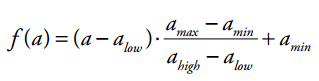 f(a) = (a − a_low) · (a_max − a_min) / (a_high − a_low) + a_min